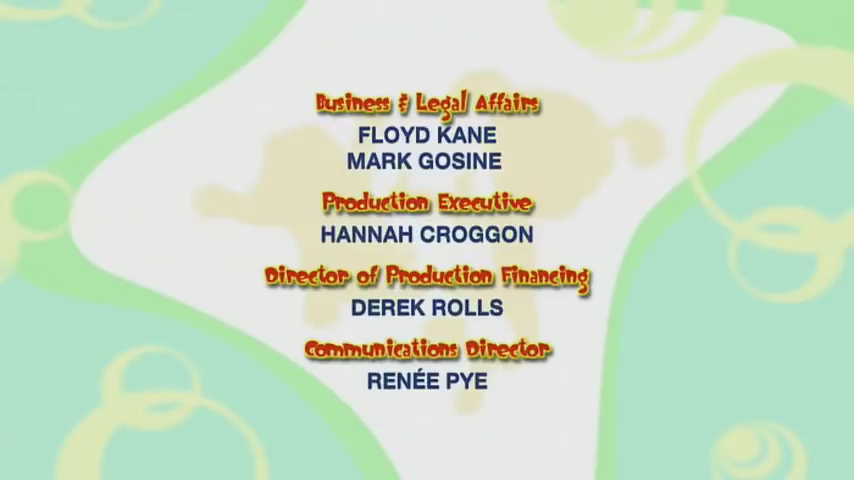 Business & Legal Affairs
FLOYD KANE
MARK GOSINE
Production Executive
HANNAH CROGGON
Director of Production Financing
DEREK ROLLS
Communications Director
RENÉE PYE